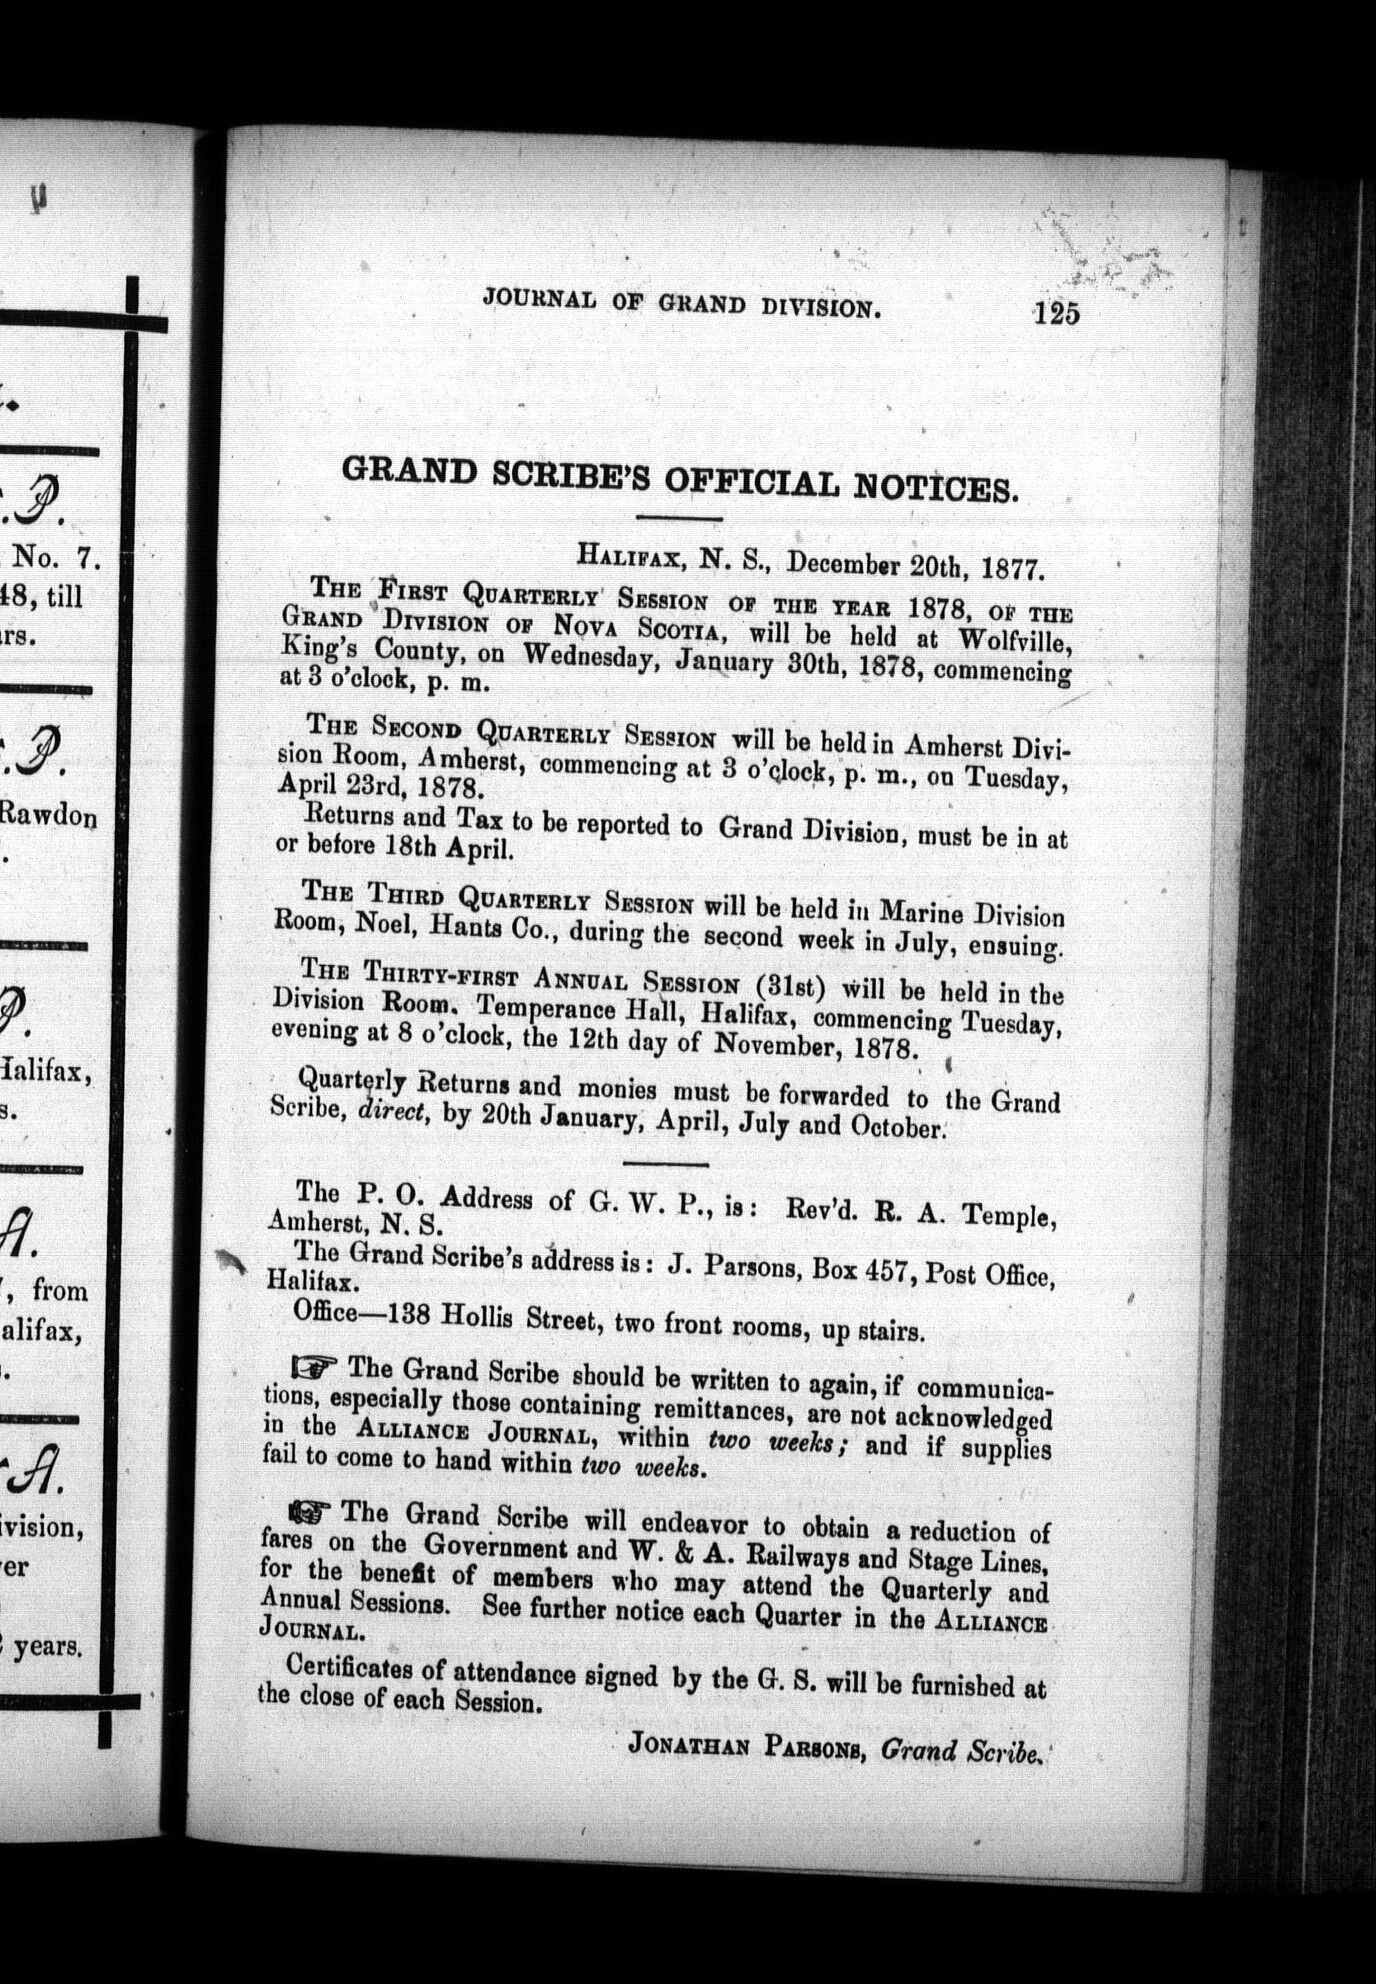 No. 7.
48, till
rs.
Rawdon
Halifax,
s.
, from
alifax,
ivision,
er
years.
JOURNAL OF GRAND DIVISION. 125
GRAND SCRIBE'S OFFICIAL NOTICES.
HALIFAX, N. S., December 20th, 1877.
THE FIRST QUARTERLY SESSION OF THE YEAR 1878, OF THE
GRAND DIVISION OF NOVA SCOTIA, will be held at Wolfville,
King's County, on Wednesday, January 30th, 1878, commencing
at 3 o'clock, p. m.
THE SECOND QUARTERLY SESSION will be held in Amherst Divi-
sion Room, Amherst, commencing at 3 o'clock, p. m., on Tuesday,
April 23rd, 1878.
Returns and Tax to be reported to Grand Division, must be in at
or before 18th April.
THE THIRD QUARTERLY SESSION will be held in Marine Division
Room, Noel, Hants Co., during the second week in July, ensuing.
THE THIRTY-FIRST ANNUAL SESSION (31st) will be held in the
Division Room. Temperance Hall, Halifax, commencing Tuesday,
evening at 8 o'clock, the 12th day of November, 1878.
Quarterly Returns and monies must be forwarded to the Grand
Scribe, direct, by 20th January, April, July and October.
The P. O. Address of G. W. P., is: Rev'd. R. A. Temple,
Amherst, N. S.
The Grand Scribe's address is: J. Parsons, Box 457, Post Office,
Halifax.
Office—138 Hollis Street, two front rooms, up stairs.
☞ The Grand Scribe should be written to again, if communica-
tions, especially those containing remittances, are not acknowledged
in the ALLIANCE JOURNAL, within two weeks; and if supplies
fail to come to hand within two weeks.
☞ The Grand Scribe will endeavor to obtain a reduction of
fares on the Government and W. & A. Railways and Stage Lines,
for the benefit of members who may attend the Quarterly and
Annual Sessions. See further notice each Quarter in the ALLIANCE
JOURNAL.
Certificates of attendance signed by the G. S. will be furnished at
the close of each Session.
JONATHAN PARSONS, Grand Scribe.